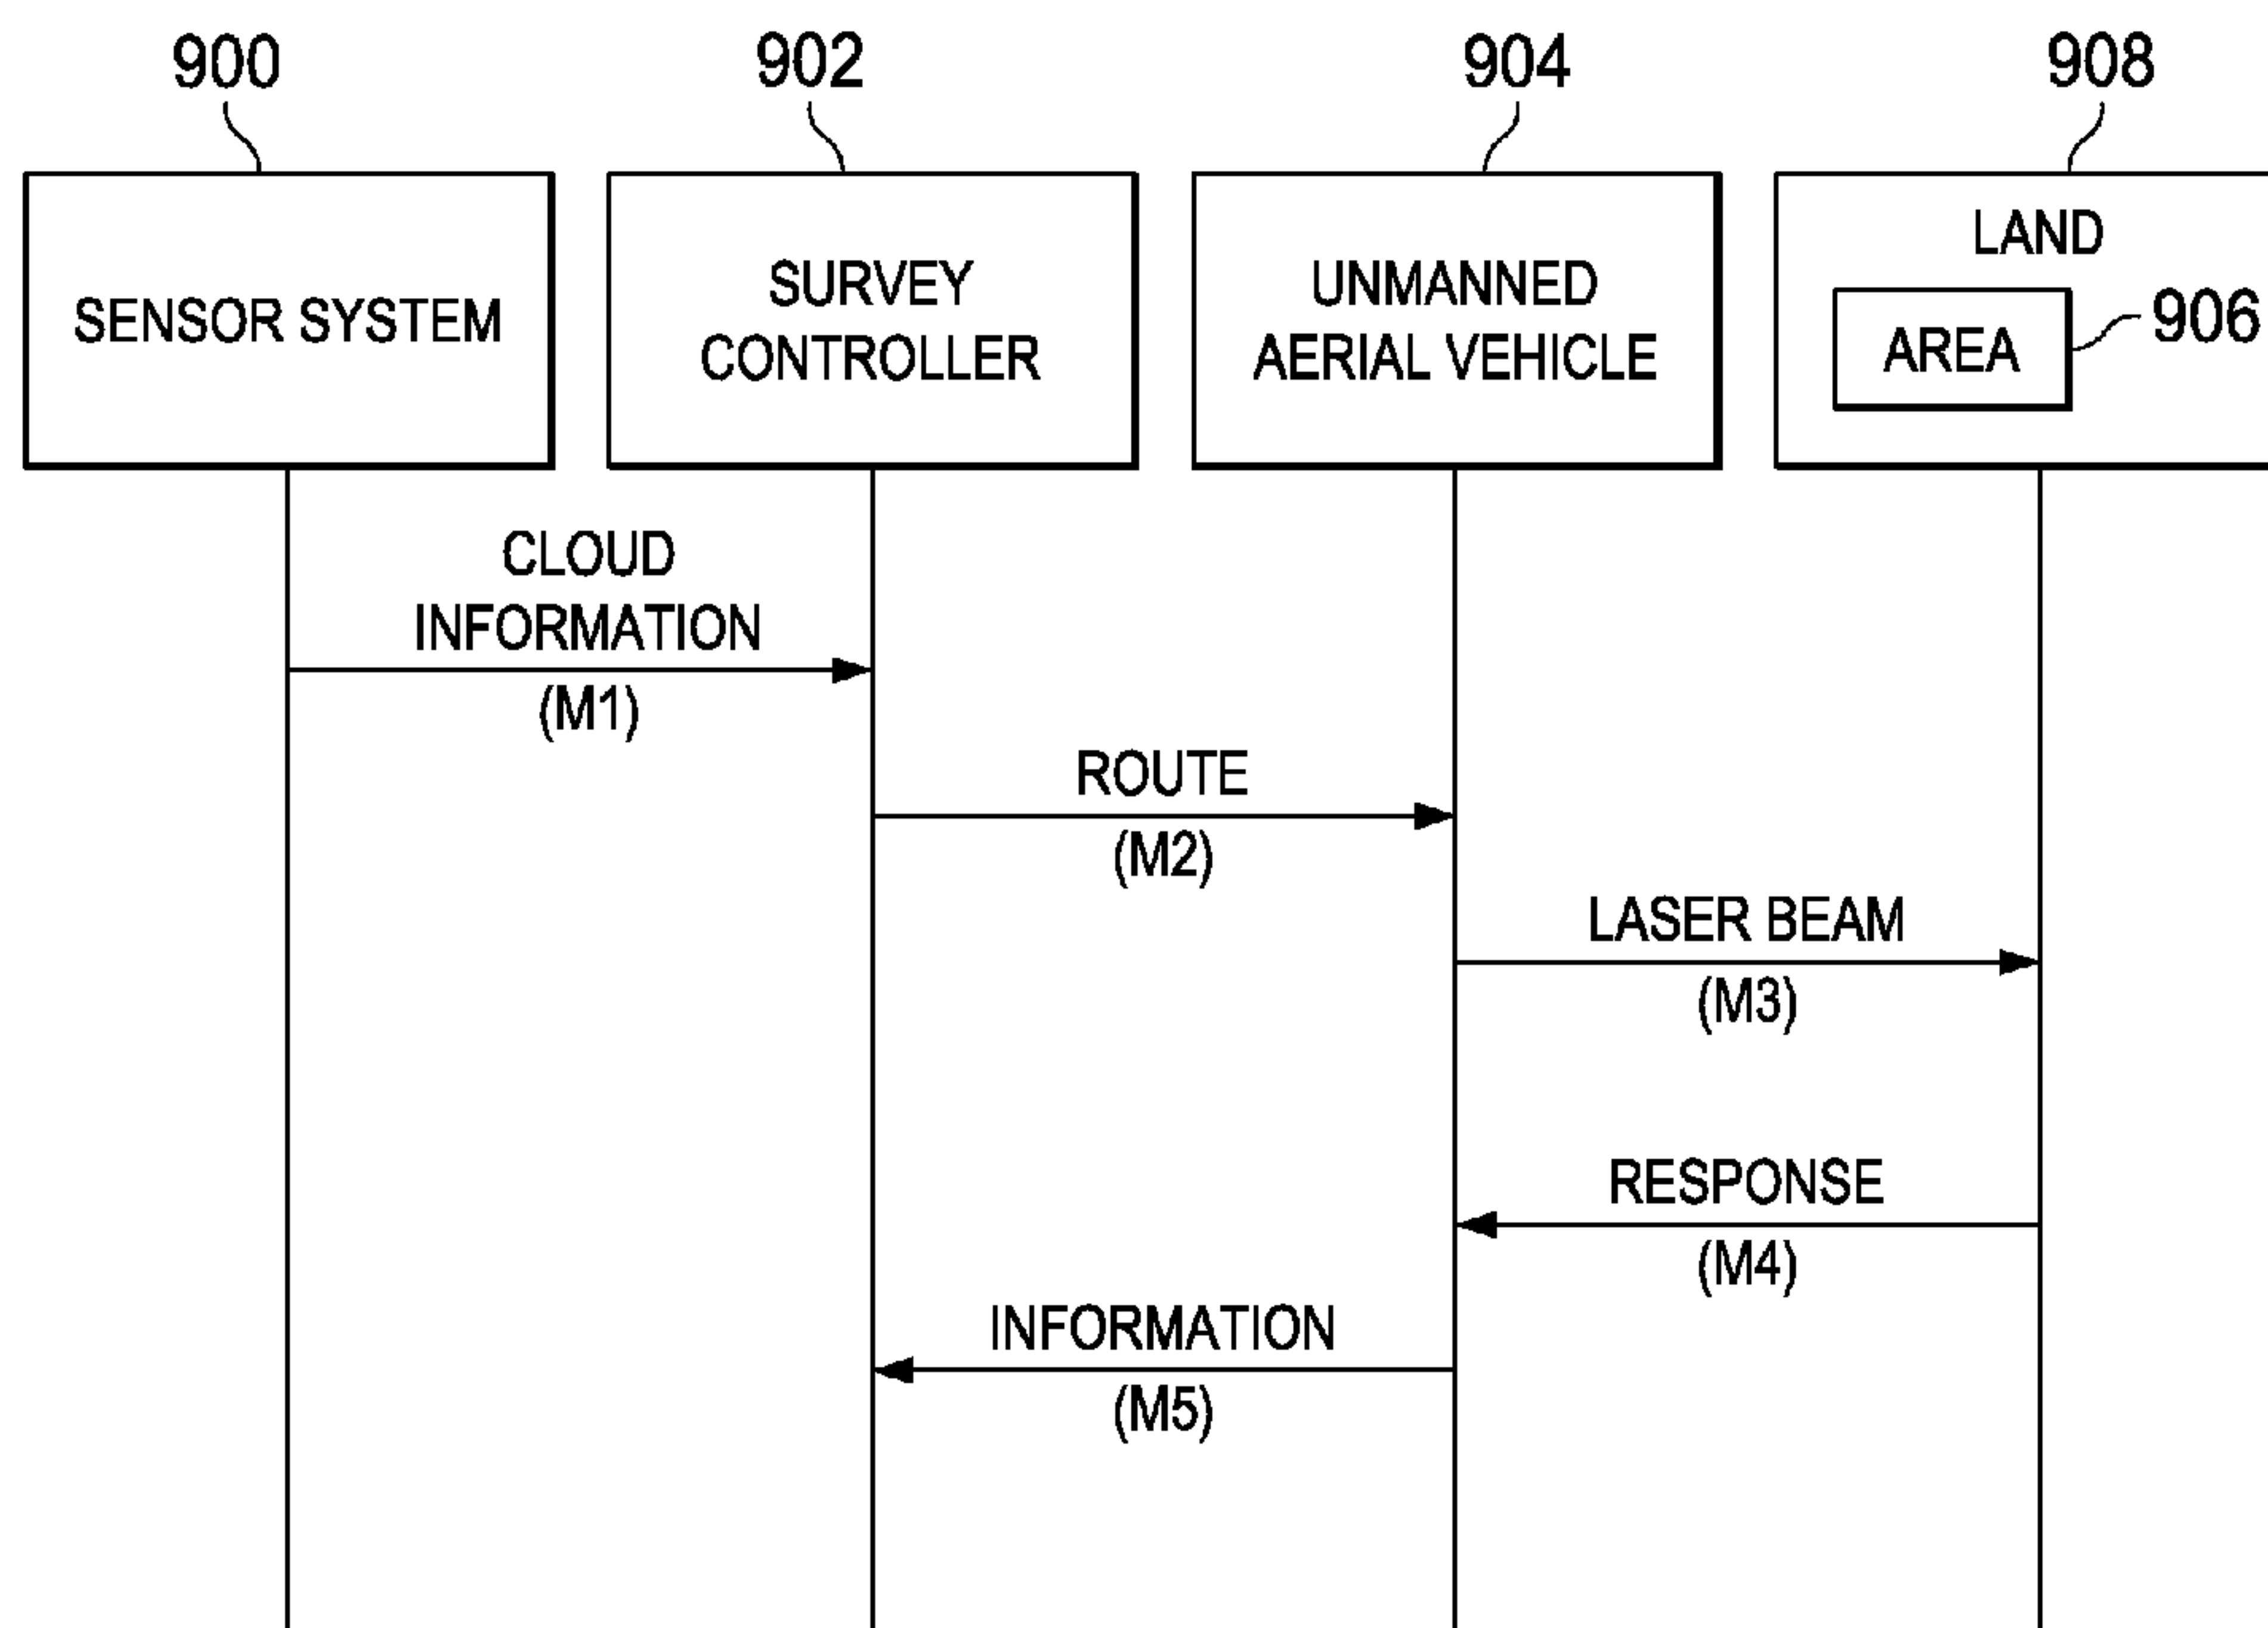 900
902
904
908
SENSOR SYSTEM
SURVEY
CONTROLLER
UNMANNED
AERIAL VEHICLE
LAND
AREA
906
CLOUD
INFORMATION
(M1)
ROUTE
(M2)
LASER BEAM
(M3)
RESPONSE
(M4)
INFORMATION
(M5)